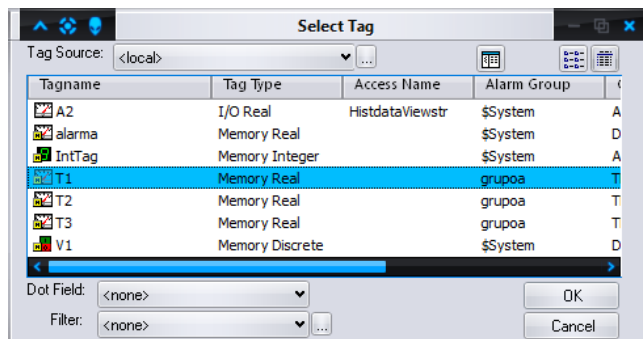 Select Tag
Tag Source: <local> ...
Tagname Tag Type Access Name Alarm Group
A2 I/O Real HistdataViewstr $System A
alarma Memory Real $System D
IntTag Memory Integer $System A
T1 Memory Real grupoa T
T2 Memory Real grupoa T
T3 Memory Real grupoa T
V1 Memory Discrete $System D
Dot Field: <none> OK
Filter: <none> ... Cancel